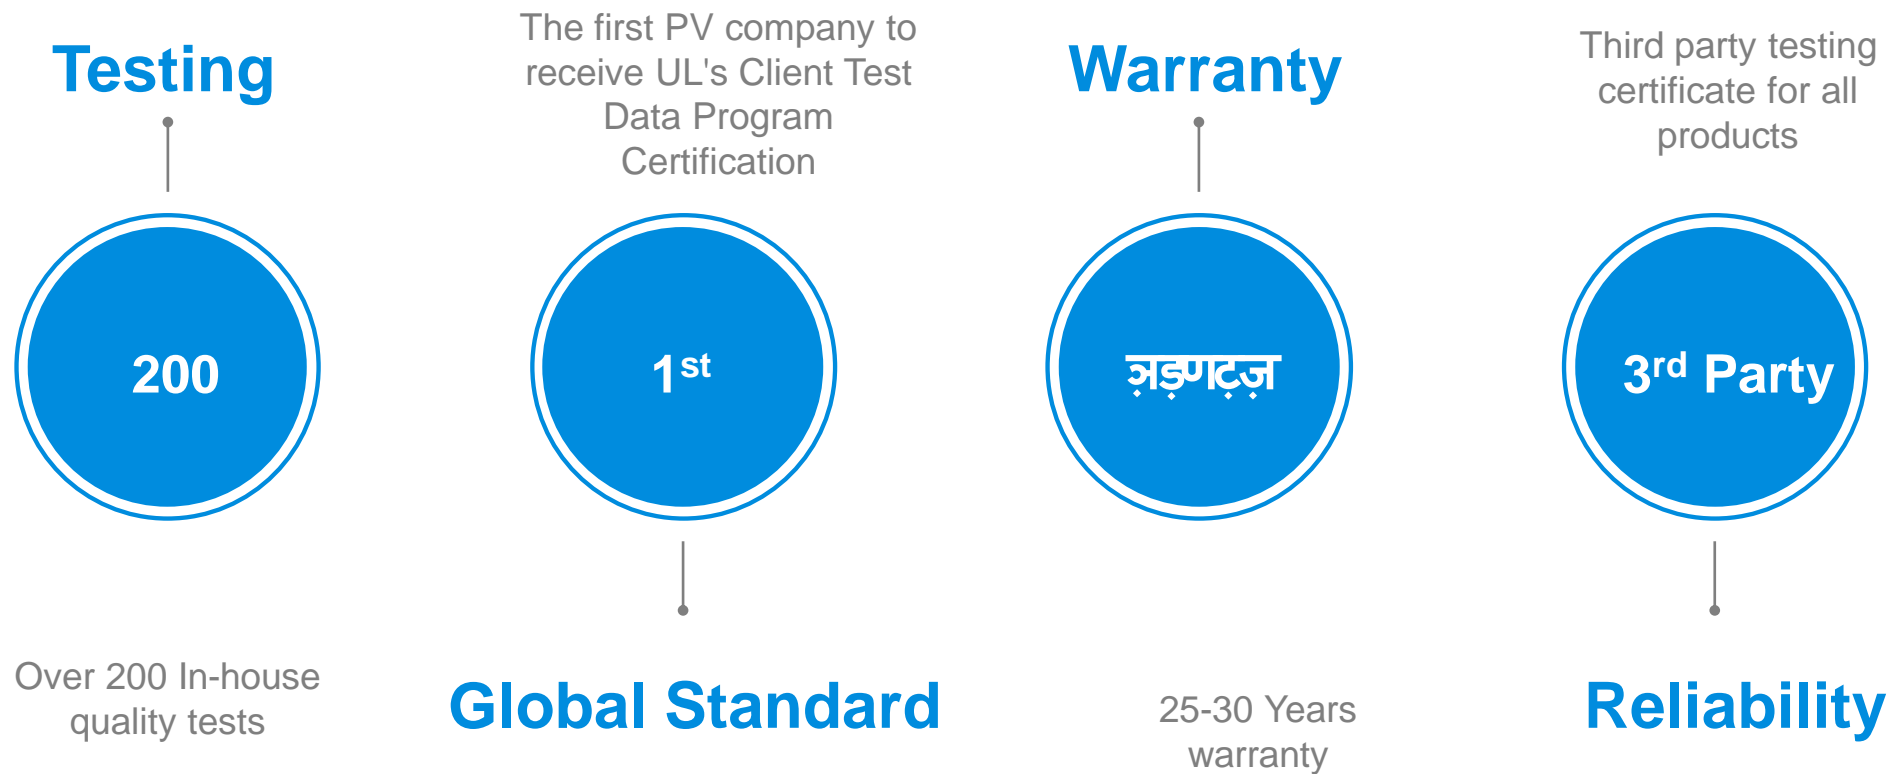 Testing
200
Over 200 In-house
quality tests
The first PV company to
receive UL's Client Test
Data Program
Certification
1st
Global Standard
Warranty
ञ़ड़णट़ज़
25-30 Years
warranty
Third party testing
certificate for all
products
3rd Party
Reliability